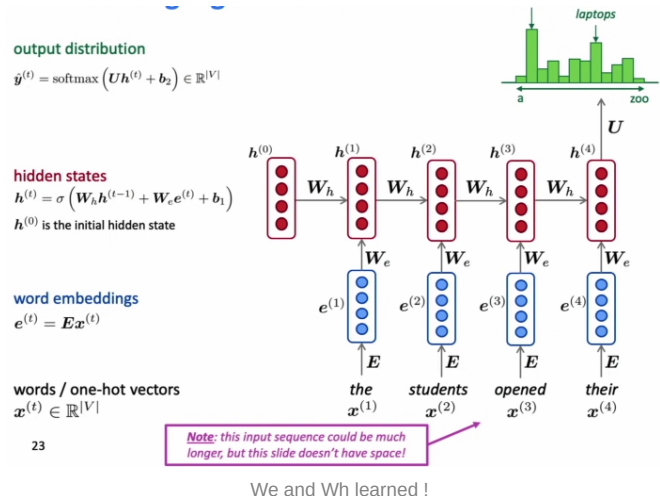 laptops
output distribution
ŷ^(t) = softmax (Uh^(t) + b₂) ∈ ℝ^|V|
a zoo
U
h^(0) h^(1) h^(2) h^(3) h^(4)
hidden states
h^(t) = σ (W_h h^(t−1) + W_e e^(t) + b₁)
h^(0) is the initial hidden state
W_h W_h W_h W_h
W_e W_e W_e W_e
word embeddings
e^(t) = Ex^(t)
e^(1) e^(2) e^(3) e^(4)
E E E E
words / one-hot vectors
x^(t) ∈ ℝ^|V|
the students opened their
x^(1) x^(2) x^(3) x^(4)
Note: this input sequence could be much
longer, but this slide doesn't have space!
23
We and Wh learned !